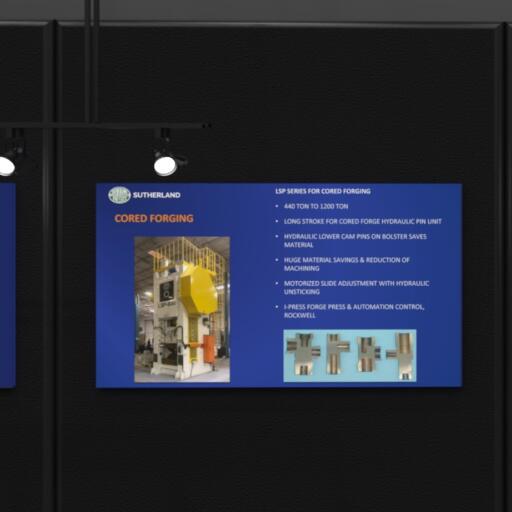 SUTHERLAND
CORED FORGING
LSP SERIES FOR CORED FORGING
• 440 TON TO 1200 TON
• LONG STROKE FOR CORED FORGE HYDRAULIC PIN UNIT
• HYDRAULIC LOWER CAM PINS ON BOLSTER SAVES
MATERIAL
• HUGE MATERIAL SAVINGS & REDUCTION OF
MACHINING
• MOTORIZED SLIDE ADJUSTMENT WITH HYDRAULIC
UNSTICKING
• I-PRESS FORGE PRESS & AUTOMATION CONTROL,
ROCKWELL